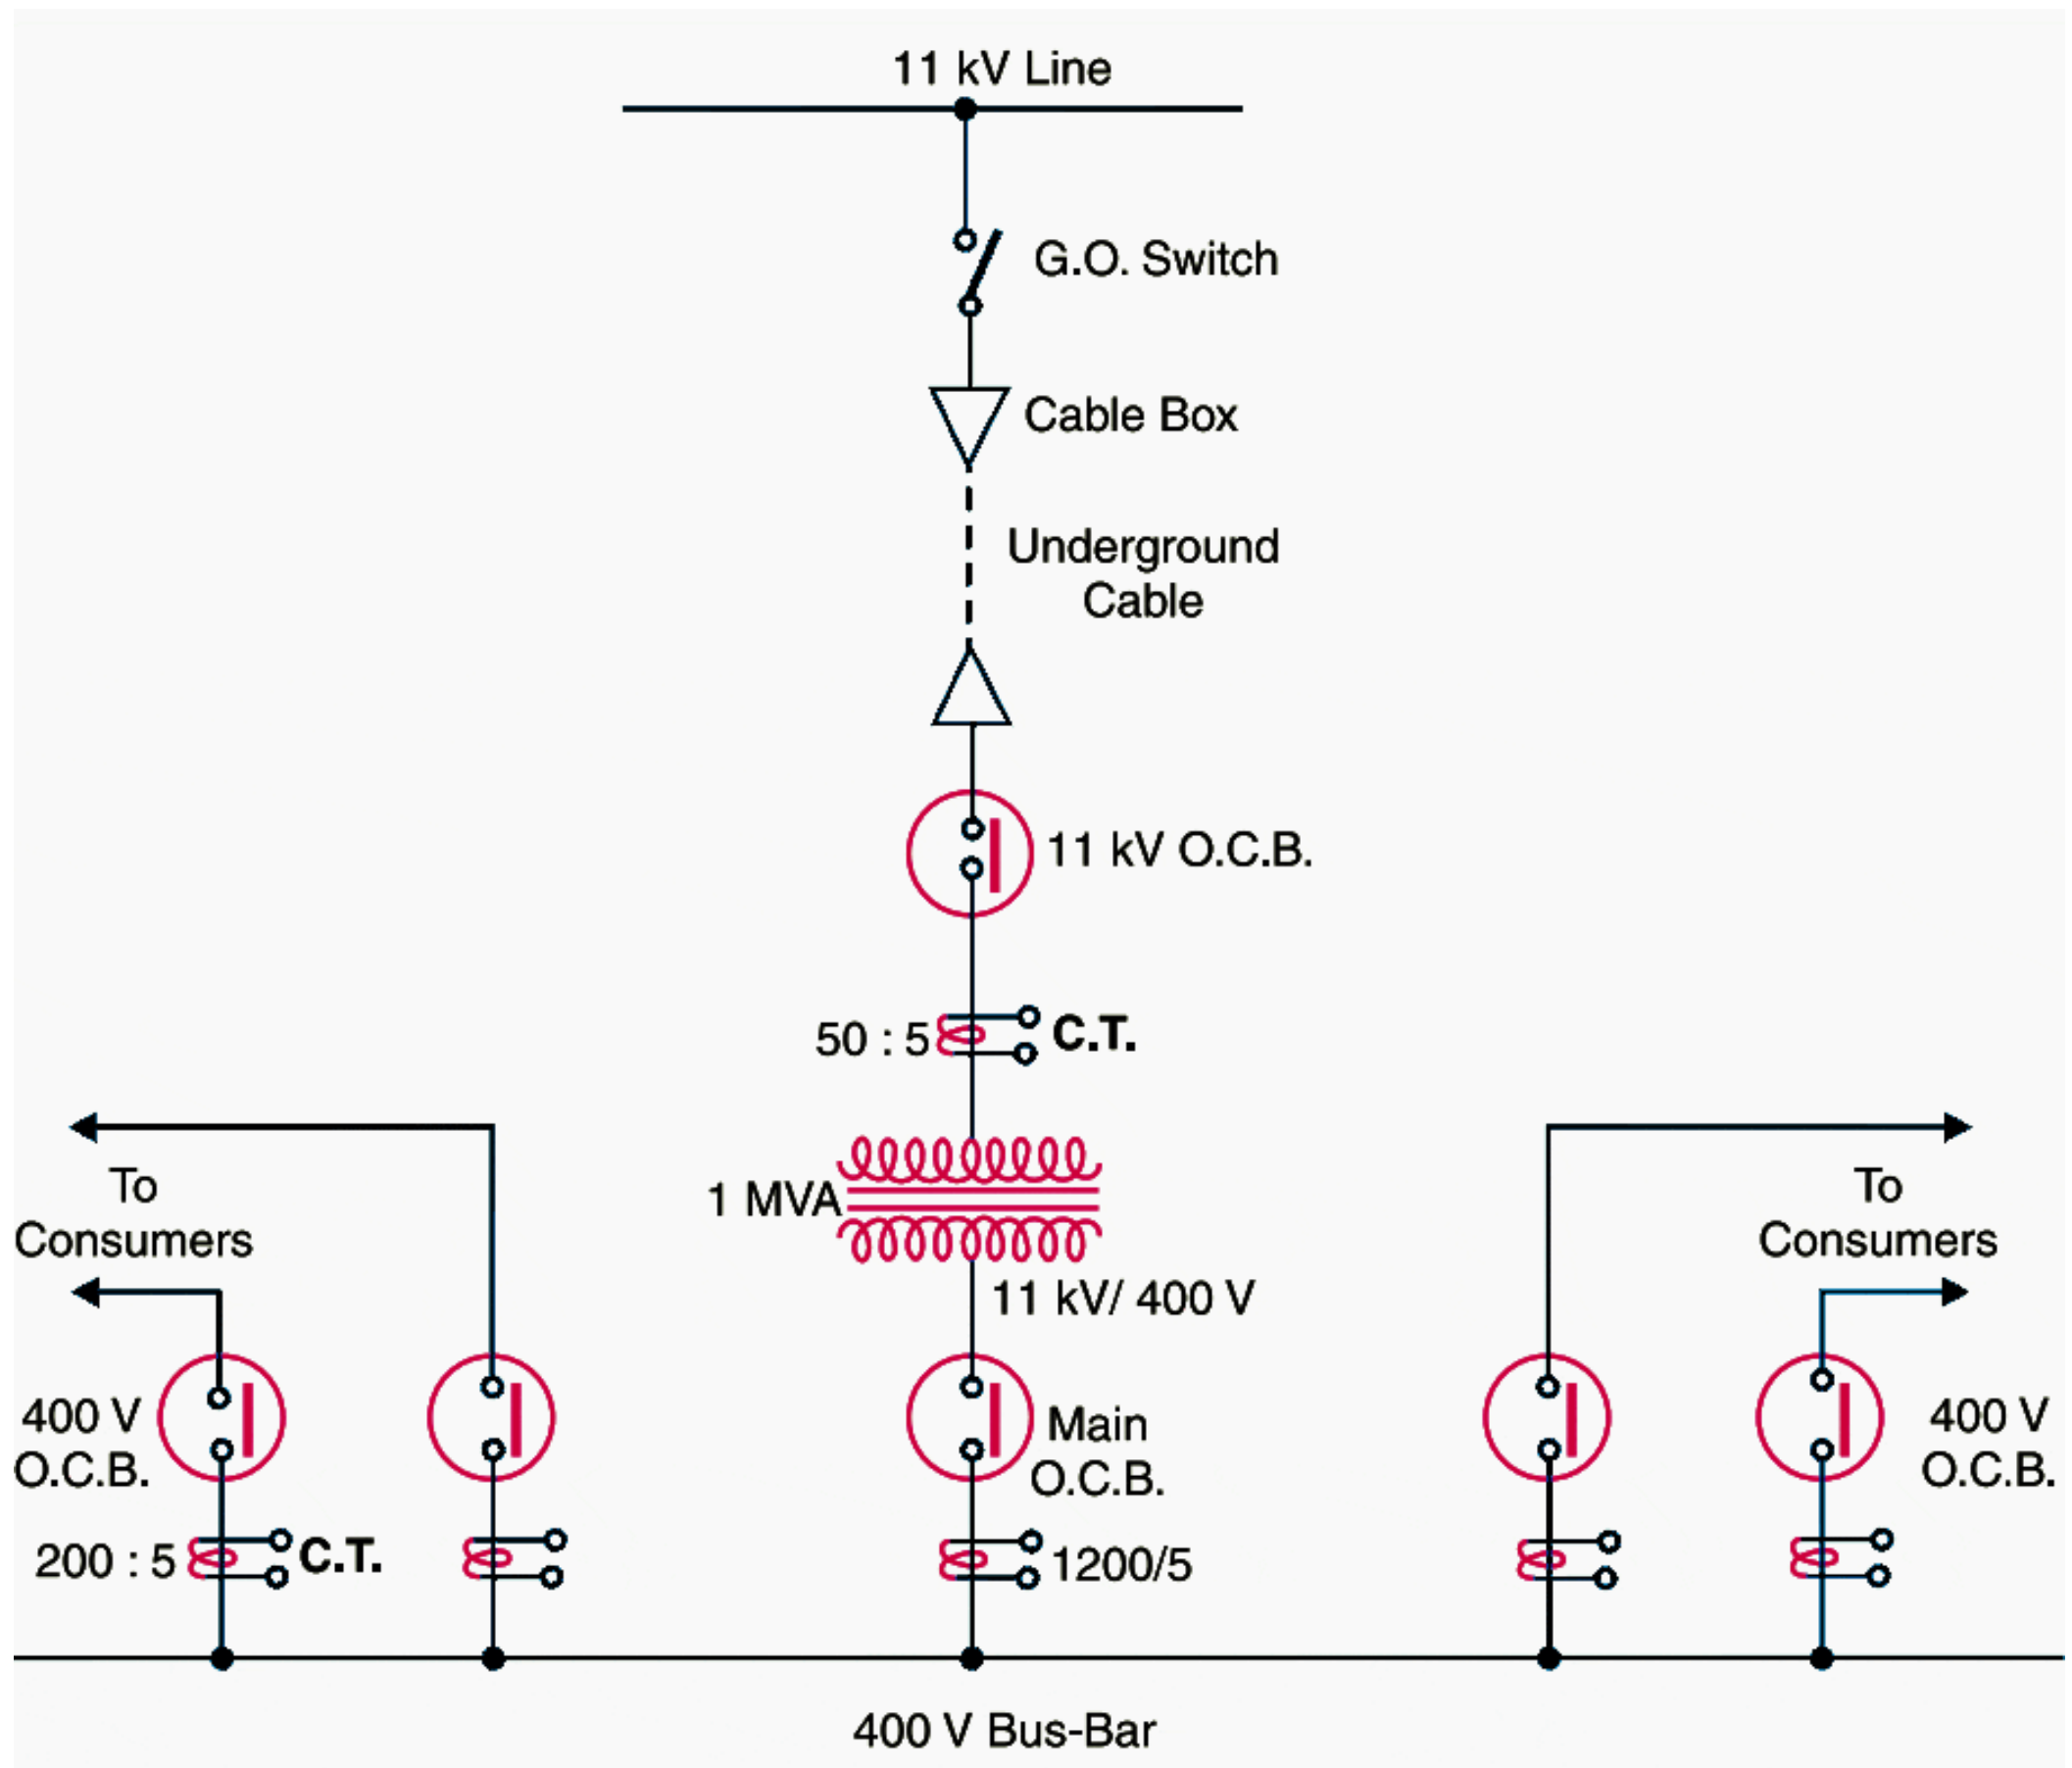 11 kV Line
G.O. Switch
Cable Box
Underground
Cable
11 kV O.C.B.
50 : 5
C.T.
To
Consumers
1 MVA
11 kV/ 400 V
To
Consumers
400 V
O.C.B.
Main
O.C.B.
400 V
O.C.B.
200 : 5
C.T.
1200/5
400 V Bus-Bar